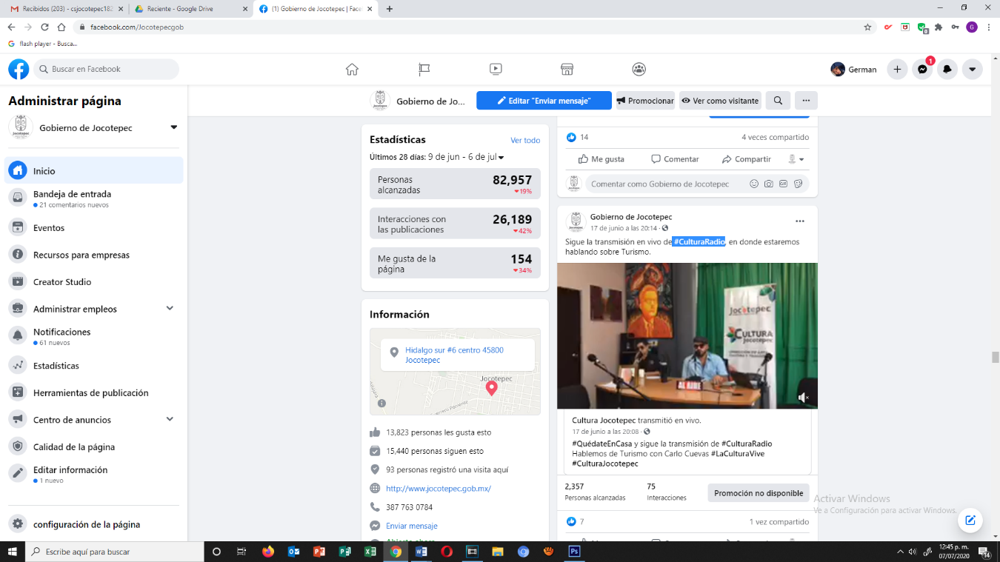 Recibidos (203) - csjocotepec182
Reciente - Google Drive
(1) Gobierno de Jocotepec | Face
facebook.com/Jocotepecgob
G
flash player - Busca...
Buscar en Facebook
German
1
Administrar página
Gobierno de Jocotepec
Inicio
Bandeja de entrada
21 comentarios nuevos
Eventos
Recursos para empresas
Creator Studio
Administrar empleos
Notificaciones
61 nuevos
Estadísticas
Herramientas de publicación
Centro de anuncios
Calidad de la página
Editar información
1 nuevo
configuración de la página
Gobierno de Jo...
Editar "Enviar mensaje"
Promocionar
Ver como visitante
Estadísticas
Ver todo
Últimos 28 días: 9 de jun - 6 de jul
Personas alcanzadas
82,957
19%
Interacciones con las publicaciones
26,189
42%
Me gusta de la página
154
34%
Información
Hidalgo sur #6 centro 45800
Jocotepec
Jocotepec
13,823 personas les gusta esto
15,440 personas siguen esto
93 personas registró una visita aquí
http://www.jocotepec.gob.mx/
387 763 0784
Enviar mensaje
14
4 veces compartido
Me gusta
Comentar
Compartir
Comentar como Gobierno de Jocotepec
Gobierno de Jocotepec
17 de junio a las 20:14 ·
Sigue la transmisión en vivo de #CulturaRadio, en donde estaremos
hablando sobre Turismo.
Jocotepec
CULTURA
Jocotepec
AL AIRE
Cultura Jocotepec transmitió en vivo.
17 de junio a las 20:08 ·
#QuédateEnCasa y sigue la transmisión de #CulturaRadio
Hablemos de Turismo con Carlo Cuevas #LaCulturaVive
#CulturaJocotepec
2,357
Personas alcanzadas
75
Interacciones
Promoción no disponible
7
1 vez compartido
Activar Windows
Ve a Configuración para activar Windows.
Escribe aquí para buscar
12:45 p. m.
07/07/2020
14